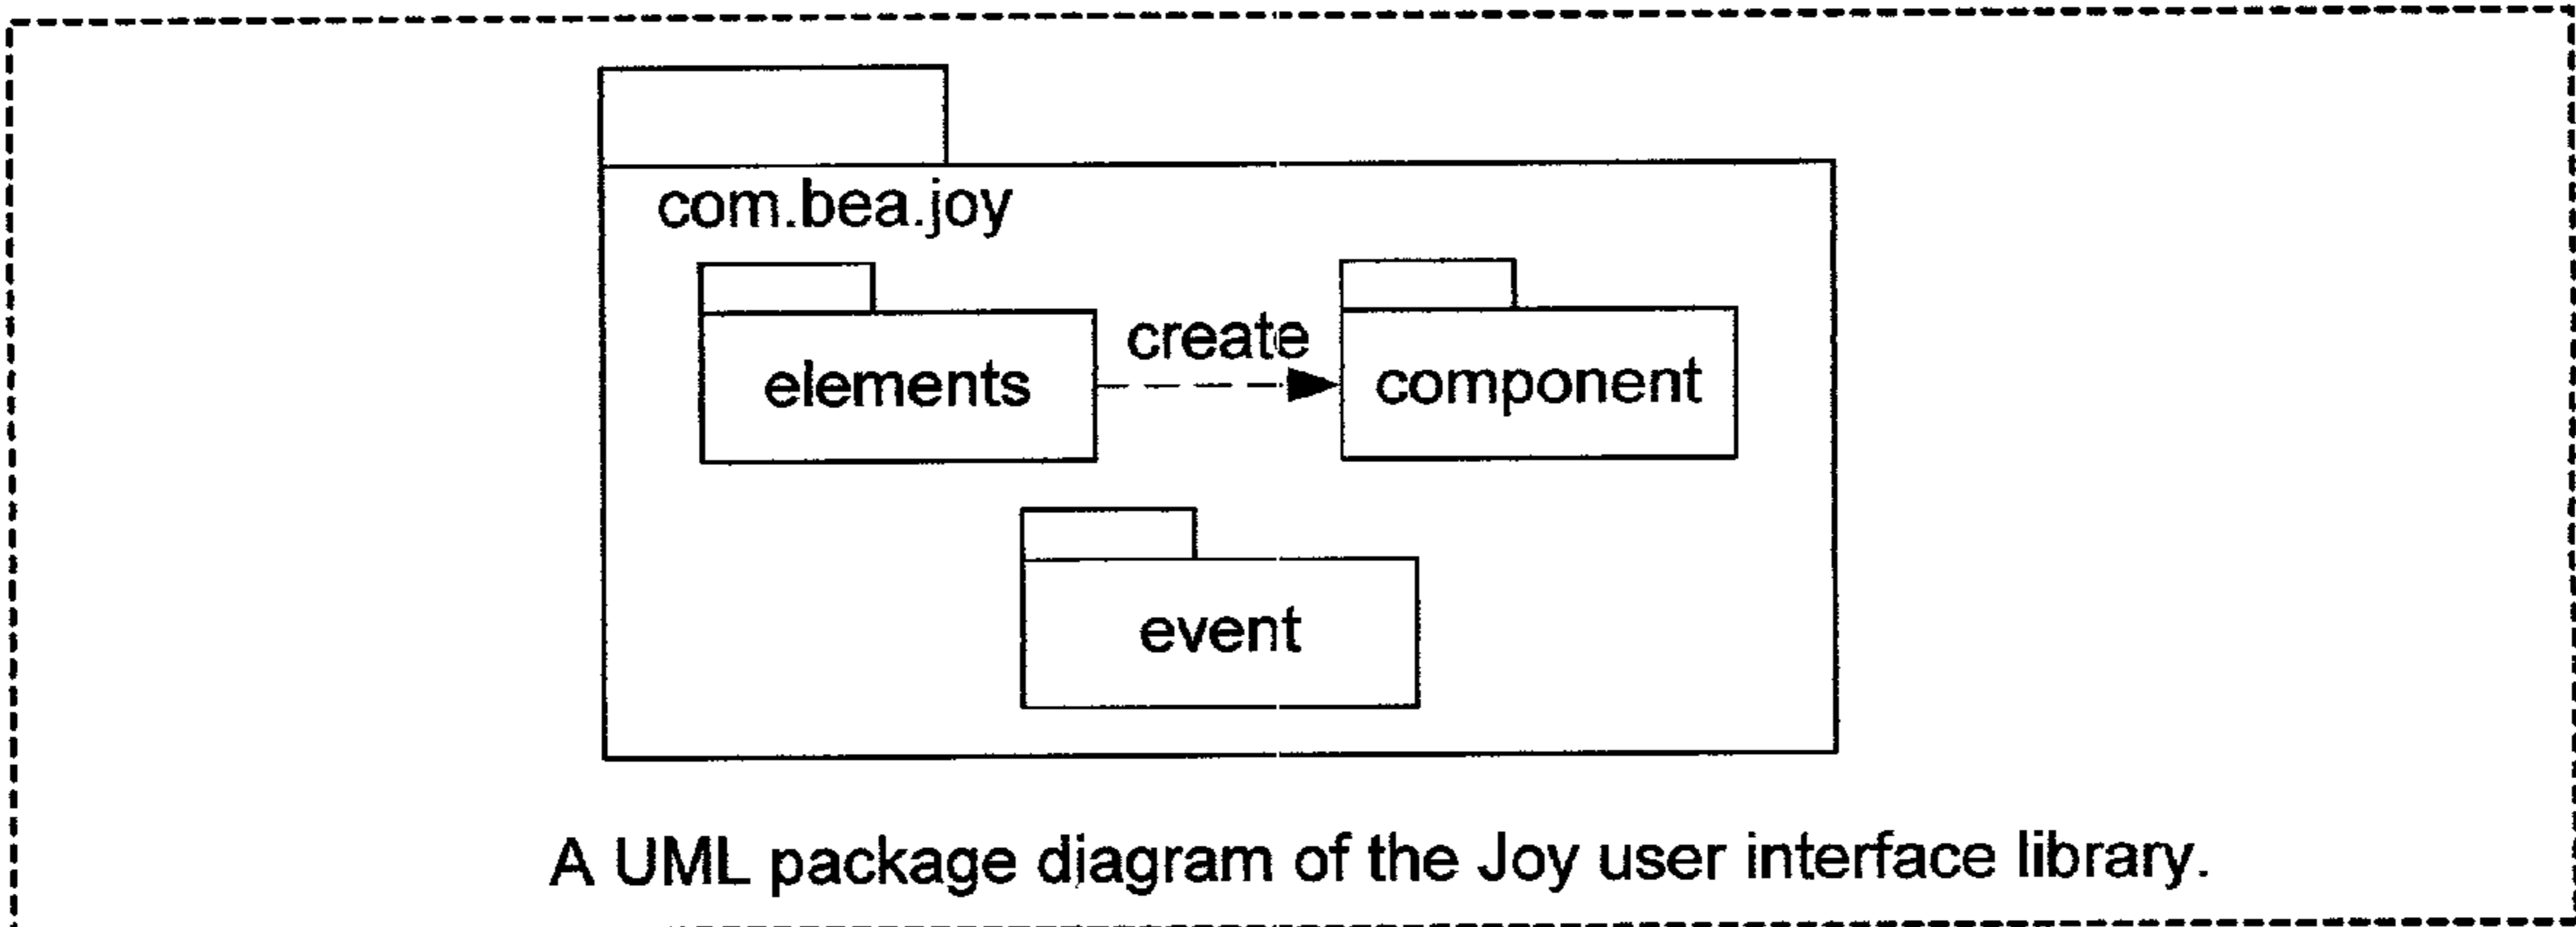 com.bea.joy
create
elements
component
event
A UML package diagram of the Joy user interface library.